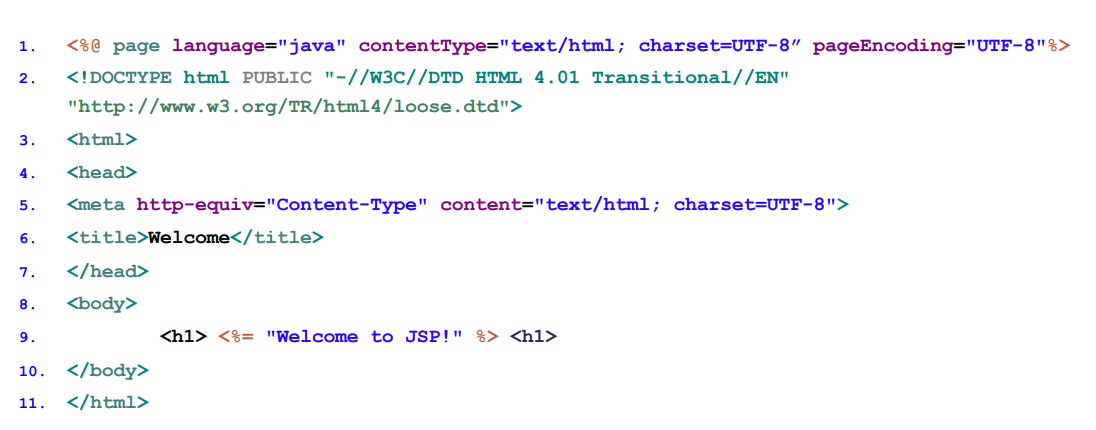 1. <%@ page language="java" contentType="text/html; charset=UTF-8” pageEncoding="UTF-8"%>
2. <!DOCTYPE html PUBLIC "-//W3C//DTD HTML 4.01 Transitional//EN"
"http://www.w3.org/TR/html4/loose.dtd">
3. <html>
4. <head>
5. <meta http-equiv="Content-Type" content="text/html; charset=UTF-8">
6. <title>Welcome</title>
7. </head>
8. <body>
9. <h1> <%= "Welcome to JSP!" %> <h1>
10. </body>
11. </html>